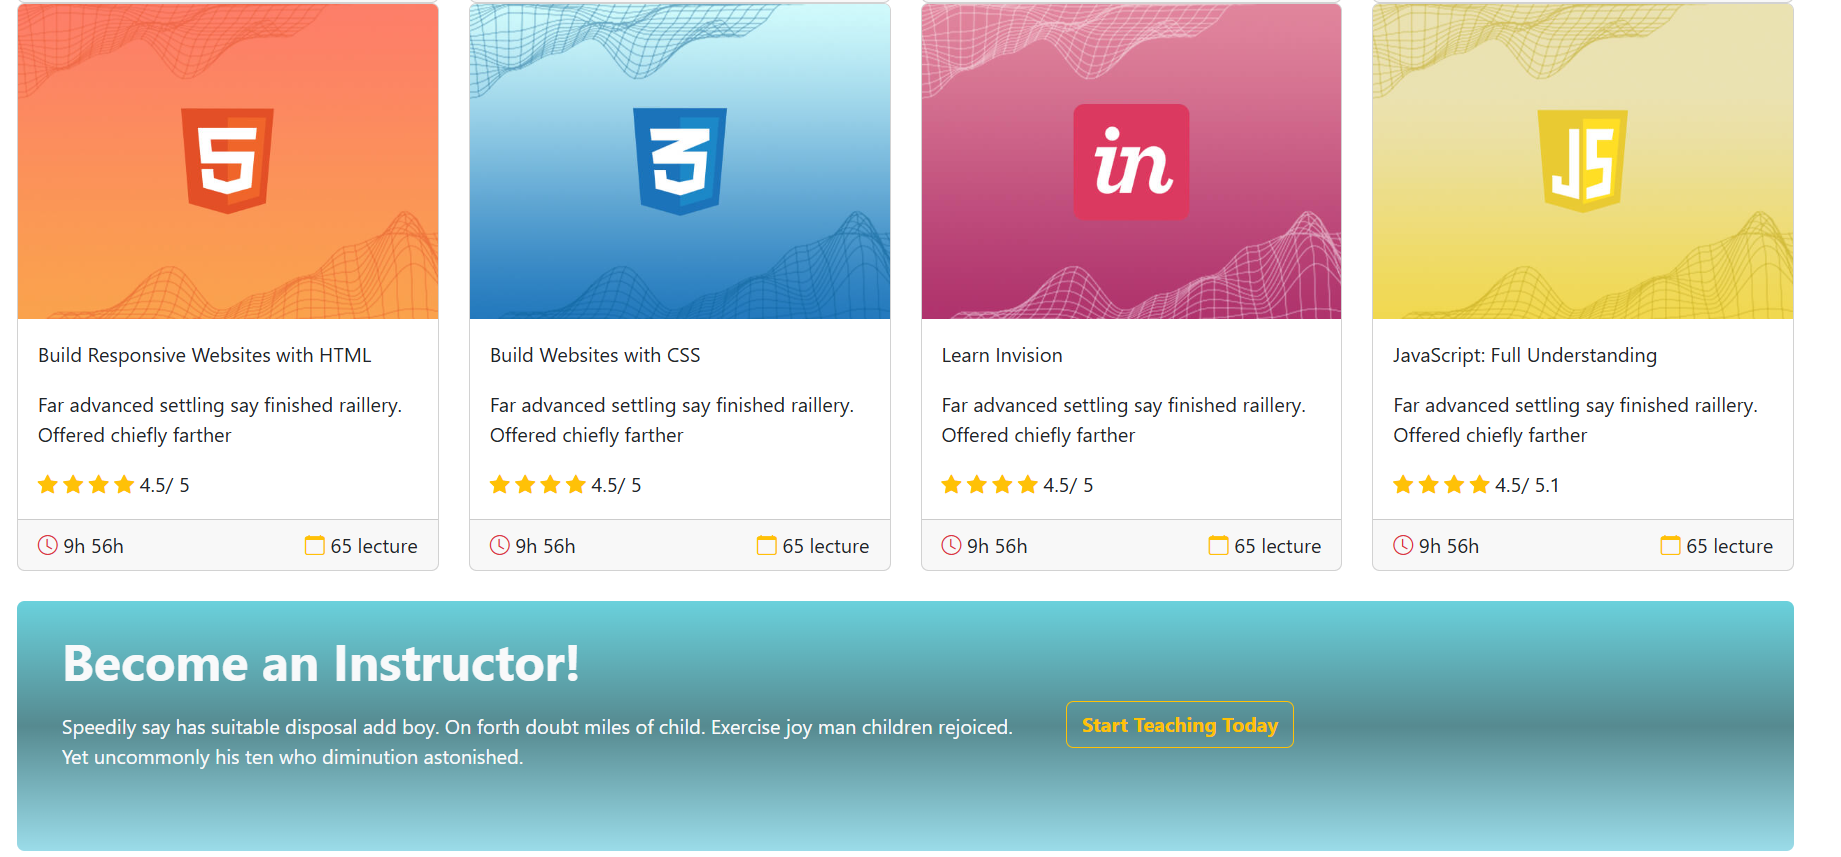 5
3
in
JS
Build Responsive Websites with HTML
Far advanced settling say finished raillery.
Offered chiefly farther
4.5/ 5
9h 56h
65 lecture
Build Websites with CSS
Far advanced settling say finished raillery.
Offered chiefly farther
4.5/ 5
9h 56h
65 lecture
Learn Invision
Far advanced settling say finished raillery.
Offered chiefly farther
4.5/ 5
9h 56h
65 lecture
JavaScript: Full Understanding
Far advanced settling say finished raillery.
Offered chiefly farther
4.5/ 5.1
9h 56h
65 lecture
Become an Instructor!
Speedily say has suitable disposal add boy. On forth doubt miles of child. Exercise joy man children rejoiced.
Yet uncommonly his ten who diminution astonished.
Start Teaching Today